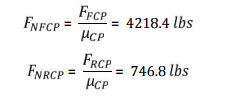 F_NFCP = F_FCP / μ_CP = 4218.4 lbs
F_NRCP = F_RCP / μ_CP = 746.8 lbs